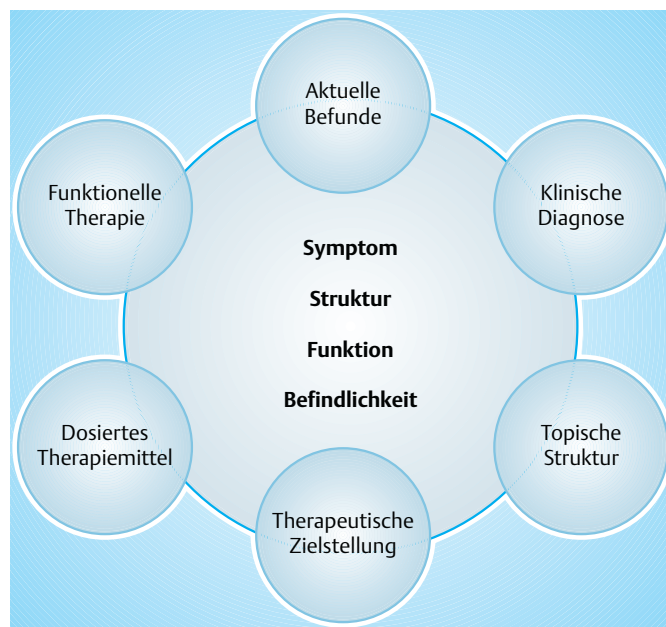 Aktuelle
Befunde
Funktionelle
Therapie
Klinische
Diagnose
Symptom
Struktur
Funktion
Befindlichkeit
Dosiertes
Therapiemittel
Topische
Struktur
Therapeutische
Zielstellung